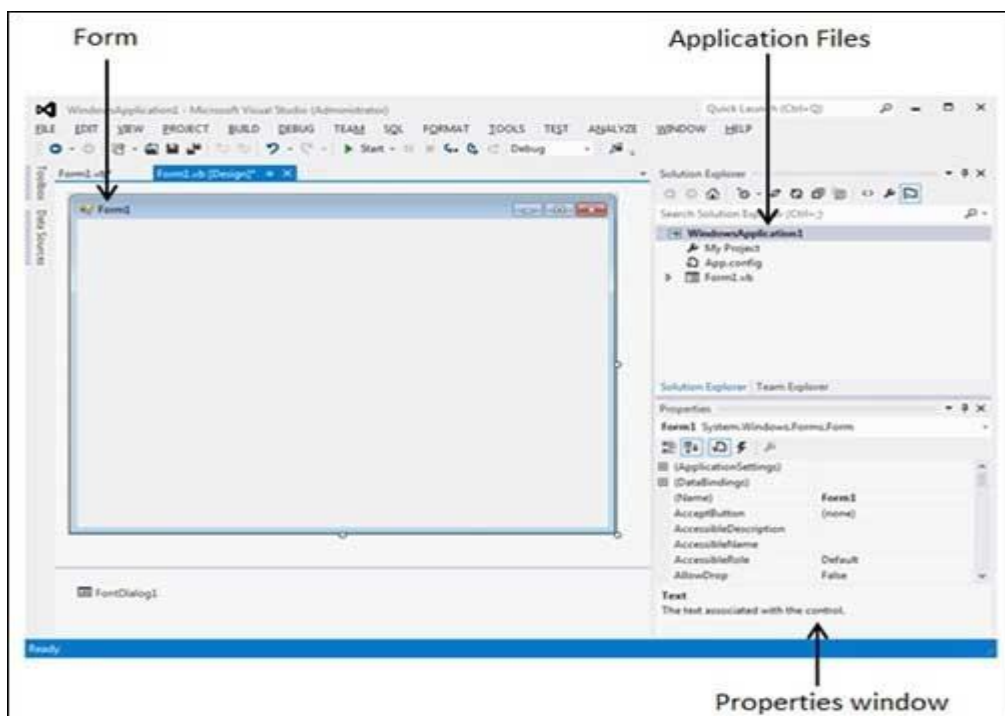 Form
Application Files
WindowsApplication1 - Microsoft Visual Studio (Administrator)
Quick Launch (Ctrl+Q)
FILE EDIT VIEW PROJECT BUILD DEBUG TEAM SQL FORMAT TOOLS TEST ANALYZE WINDOW HELP
Start
Debug
Toolbox
Data Sources
Form1.vb*
Form1.vb [Design]*
Form1
Solution Explorer
Search Solution Explorer (Ctrl+;)
WindowsApplication1
My Project
App.config
Form1.vb
Solution Explorer Team Explorer
Properties
Form1 System.Windows.Forms.Form
(ApplicationSettings)
(DataBindings)
(Name) Form1
AcceptButton (none)
AccessibleDescription
AccessibleName
AccessibleRole Default
AllowDrop False
Text
The text associated with the control.
FontDialog1
Ready
Properties window